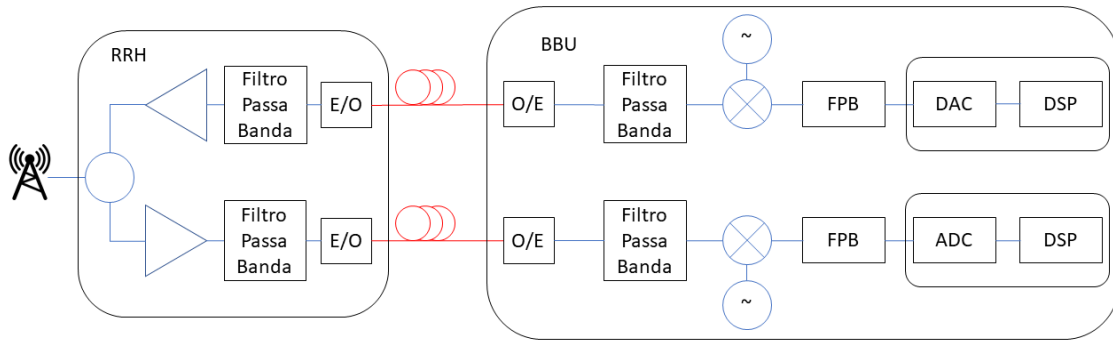 RRH
BBU
~
Filtro
Passa
Banda
E/O
O/E
Filtro
Passa
Banda
FPB
DAC
DSP
Filtro
Passa
Banda
E/O
O/E
Filtro
Passa
Banda
FPB
ADC
DSP
~